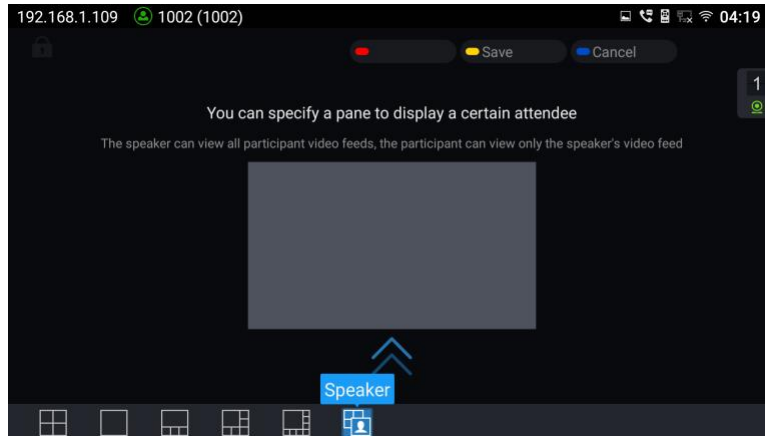 192.168.1.109 1002 (1002) 04:19
Save Cancel
1
You can specify a pane to display a certain attendee
The speaker can view all participant video feeds, the participant can view only the speaker's video feed
Speaker